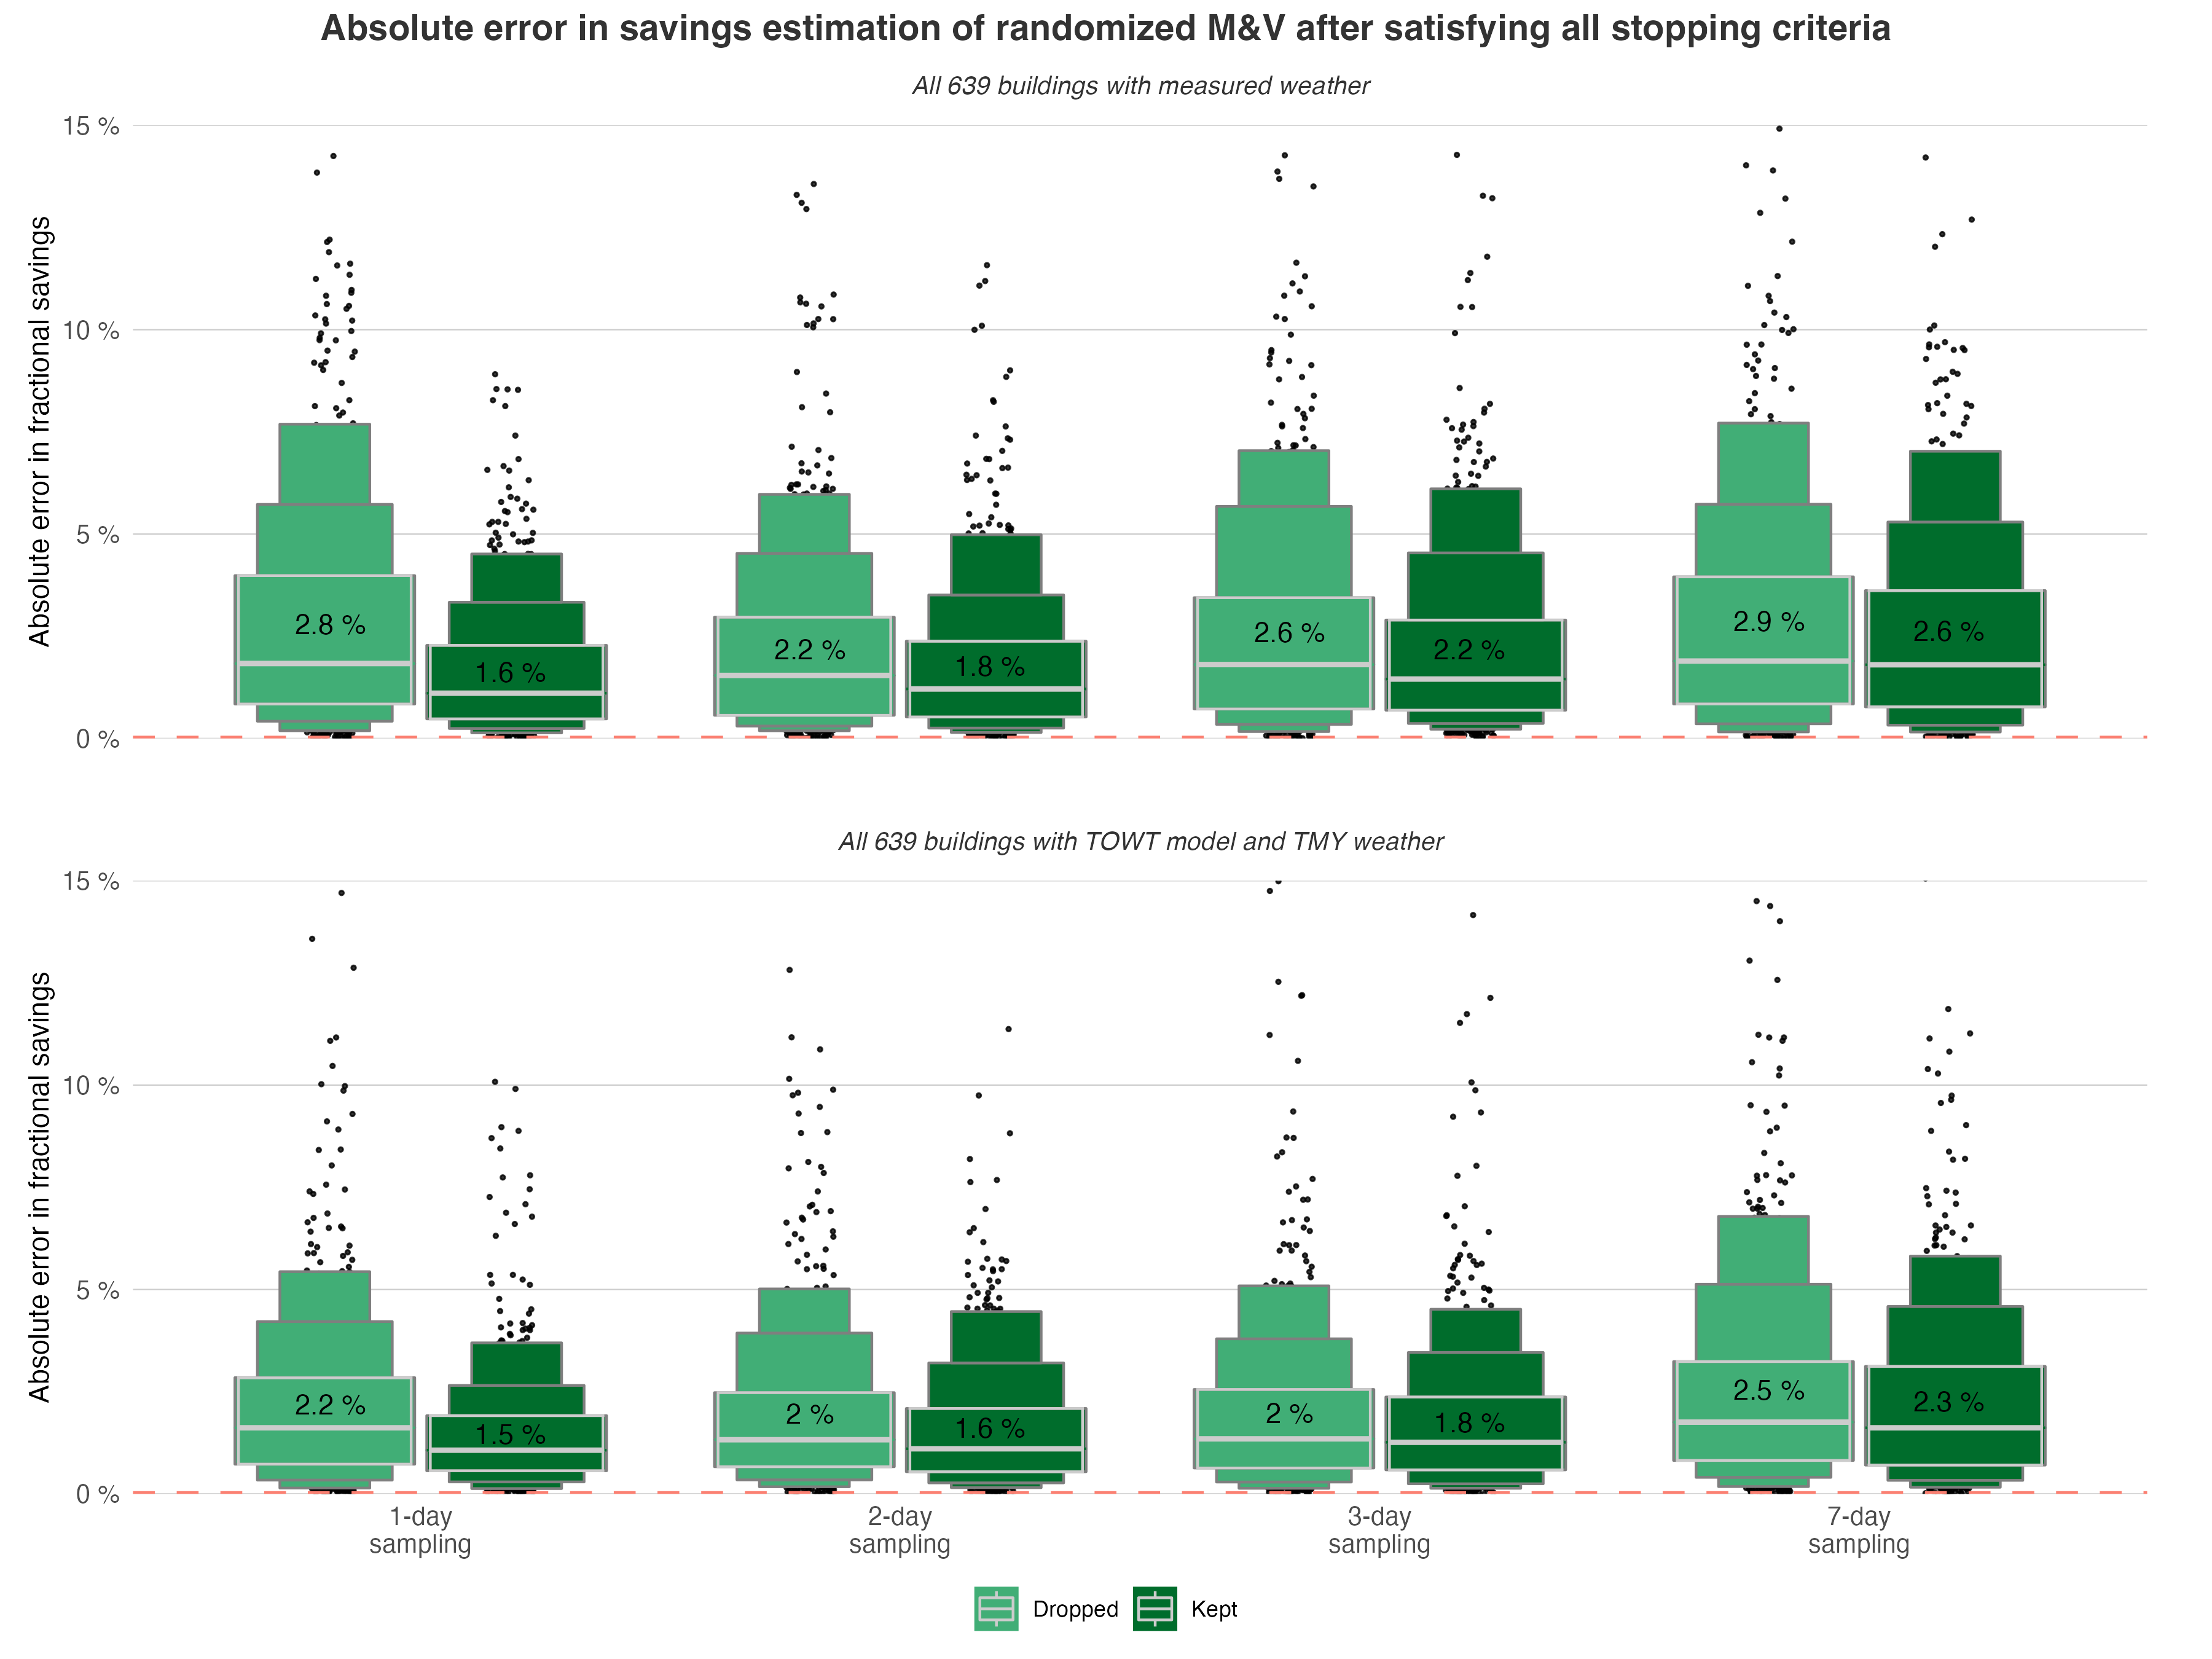 Absolute error in savings estimation of randomized M&V after satisfying all stopping criteria
All 639 buildings with measured weather
Absolute error in fractional savings
15 %
10 %
5 %
0 %
2.8 %
1.6 %
2.2 %
1.8 %
2.6 %
2.2 %
2.9 %
2.6 %
All 639 buildings with TOWT model and TMY weather
Absolute error in fractional savings
15 %
10 %
5 %
0 %
2.2 %
1.5 %
2 %
1.6 %
2 %
1.8 %
2.5 %
2.3 %
1-day
sampling
2-day
sampling
3-day
sampling
7-day
sampling
Dropped
Kept